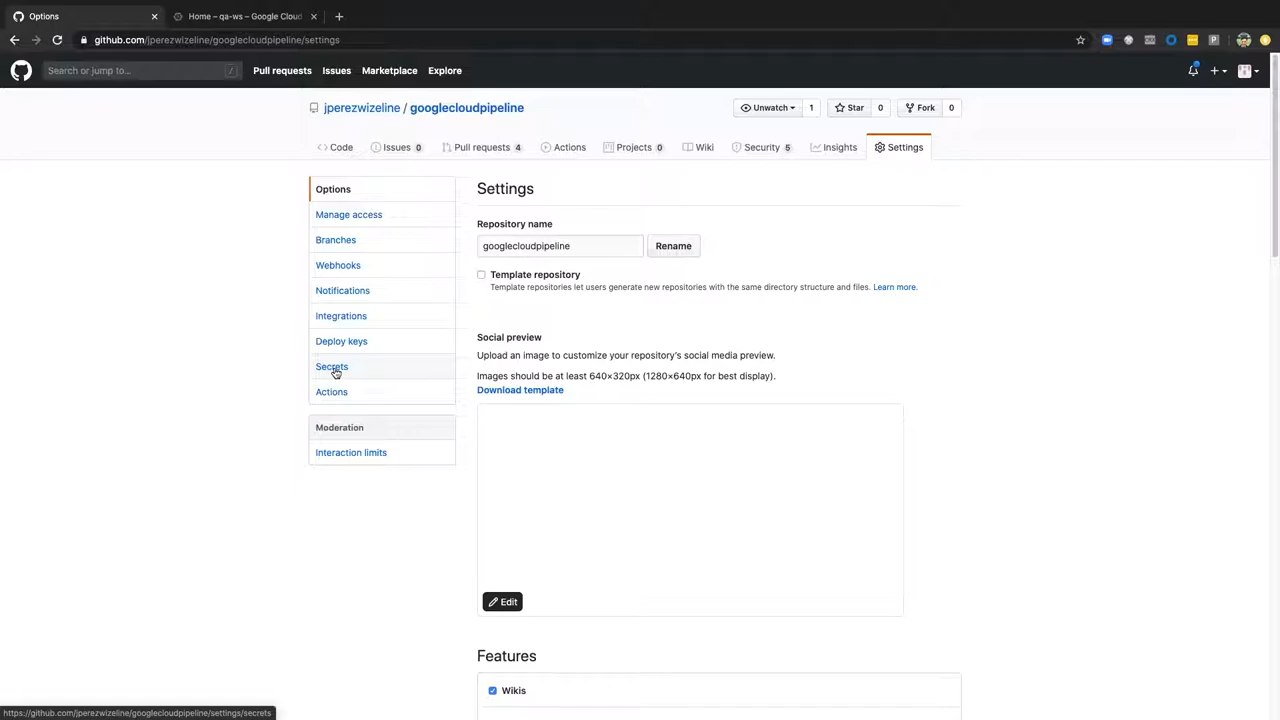 Options
Home – qa-ws – Google Cloud
github.com/jperezwizeline/googlecloudpipeline/settings
Search or jump to...
/
Pull requests
Issues
Marketplace
Explore
jperezwizeline / googlecloudpipeline
Unwatch
1
Star
0
Fork
0
Code
Issues 0
Pull requests 4
Actions
Projects 0
Wiki
Security 5
Insights
Settings
Options
Manage access
Branches
Webhooks
Notifications
Integrations
Deploy keys
Secrets
Actions
Moderation
Interaction limits
Settings
Repository name
googlecloudpipeline
Rename
Template repository
Template repositories let users generate new repositories with the same directory structure and files. Learn more.
Social preview
Upload an image to customize your repository's social media preview.
Images should be at least 640×320px (1280×640px for best display).
Download template
Edit
Features
Wikis
https://github.com/jperezwizeline/googlecloudpipeline/settings/secrets